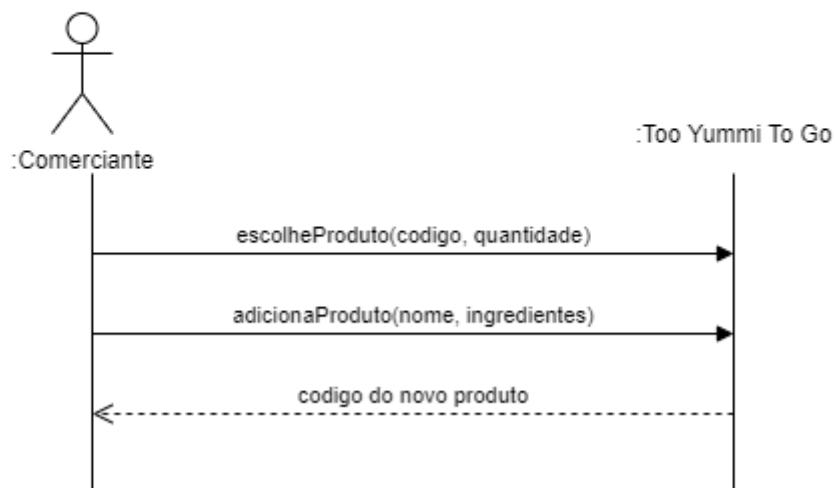 :Comerciante
:Too Yummi To Go
escolheProduto(codigo, quantidade)
adicionaProduto(nome, ingredientes)
codigo do novo produto